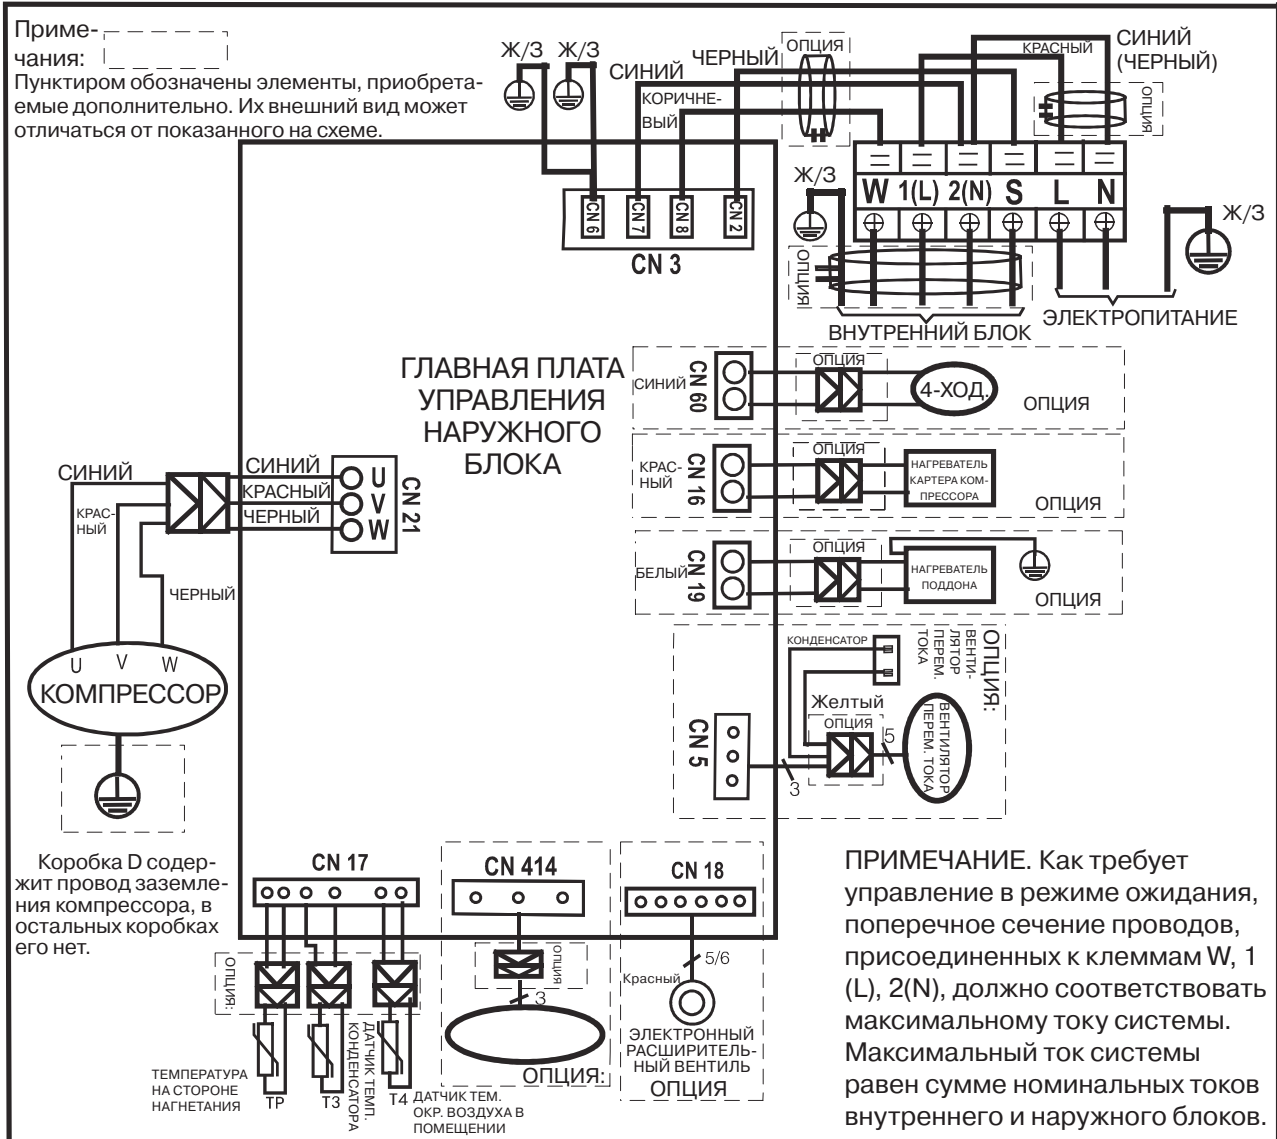 Приме-
чания:
Пунктиром обозначены элементы, приобрета-
емые дополнительно. Их внешний вид может
отличаться от показанного на схеме.
Ж/З Ж/З
СИНИЙ
ЧЕРНЫЙ
КОРИЧНЕ-
ВЫЙ
ОПЦИЯ
КРАСНЫЙ
СИНИЙ
(ЧЕРНЫЙ)
ОПЦИЯ
CN 6 CN 7 CN 8 CN 2
CN 3
Ж/З
W 1(L) 2(N) S L N
Ж/З
ОПЦИЯ
ВНУТРЕННИЙ БЛОК
ЭЛЕКТРОПИТАНИЕ
ГЛАВНАЯ ПЛАТА
УПРАВЛЕНИЯ
НАРУЖНОГО
БЛОКА
СИНИЙ
CN 60
ОПЦИЯ
4-ХОД.
ОПЦИЯ
КРАС-
НЫЙ
CN 16
ОПЦИЯ
НАГРЕВАТЕЛЬ
КАРТЕРА КОМ-
ПРЕССОРА
ОПЦИЯ
БЕЛЫЙ
CN 19
ОПЦИЯ
НАГРЕВАТЕЛЬ
ПОДДОНА
ОПЦИЯ
СИНИЙ
КРАС-
НЫЙ
ЧЕРНЫЙ
СИНИЙ
КРАСНЫЙ
ЧЕРНЫЙ
U
V
W
CN 21
U V W
КОМПРЕССОР
КОНДЕНСАТОР
ОПЦИЯ:
ВЕНТИ-
ЛЯТОР
ПЕРЕМ.
ТОКА
Желтый
ОПЦИЯ
CN 5
3
5
ВЕНТИЛЯТОР
ПЕРЕМ. ТОКА
Коробка D содер-
жит провод заземле-
ния компрессора, в
остальных коробках
его нет.
CN 17
ОПЦИЯ:
ТЕМПЕРАТУРА
НА СТОРОНЕ
НАГНЕТАНИЯ
TP
T3
ДАТЧИК ТЕМП.
КОНДЕНСАТОРА
T4
ДАТЧИК ТЕМ.
ОКР. ВОЗДУХА В
ПОМЕЩЕНИИ
CN 414
ОПЦИЯ
3
ОПЦИЯ:
CN 18
5/6
Красный
ЭЛЕКТРОННЫЙ
РАСШИРИТЕЛЬ-
НЫЙ ВЕНТИЛЬ
ОПЦИЯ
ПРИМЕЧАНИЕ. Как требует
управление в режиме ожидания,
поперечное сечение проводов,
присоединенных к клеммам W, 1
(L), 2(N), должно соответствовать
максимальному току системы.
Максимальный ток системы
равен сумме номинальных токов
внутреннего и наружного блоков.